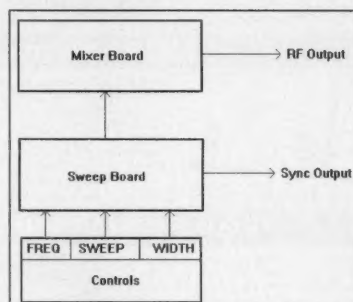 Mixer Board
RF Output
Sweep Board
Sync Output
FREQ SWEEP WIDTH
Controls